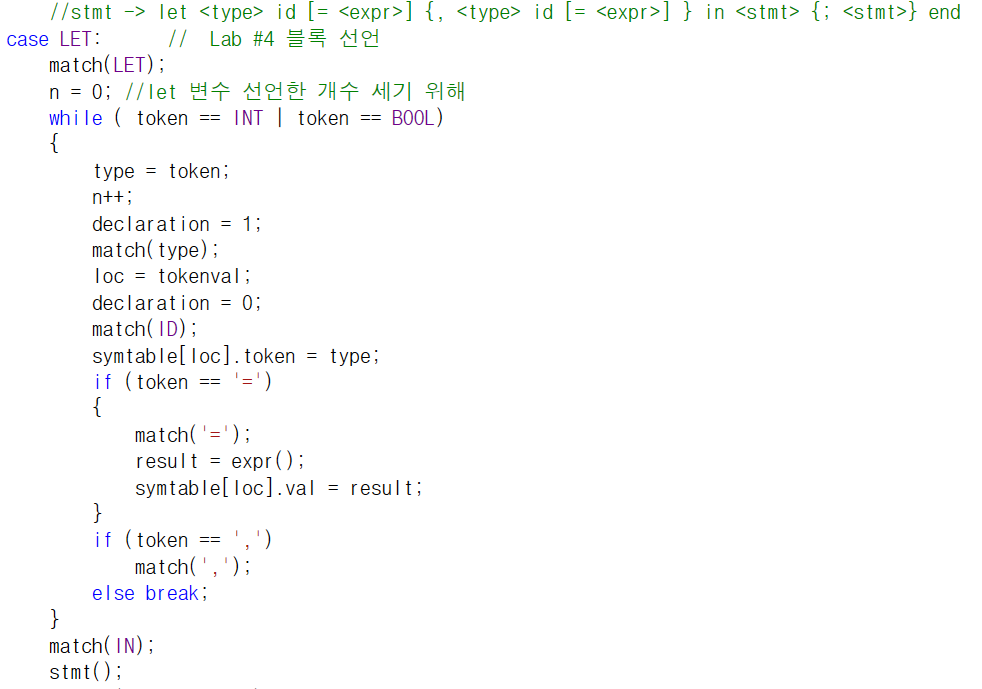 //stmt -> let <type> id [= <expr>] {, <type> id [= <expr>] } in <stmt> {; <stmt>} end
case LET:      //  Lab #4 블록 선언
    match(LET);
    n = 0; //let 변수 선언한 개수 세기 위해
    while ( token == INT | token == BOOL)
    {
        type = token;
        n++;
        declaration = 1;
        match(type);
        loc = tokenval;
        declaration = 0;
        match(ID);
        symtable[loc].token = type;
        if (token == '=')
        {
            match('=');
            result = expr();
            symtable[loc].val = result;
        }
        if (token == ',')
            match(',');
        else break;
    }
    match(IN);
    stmt();